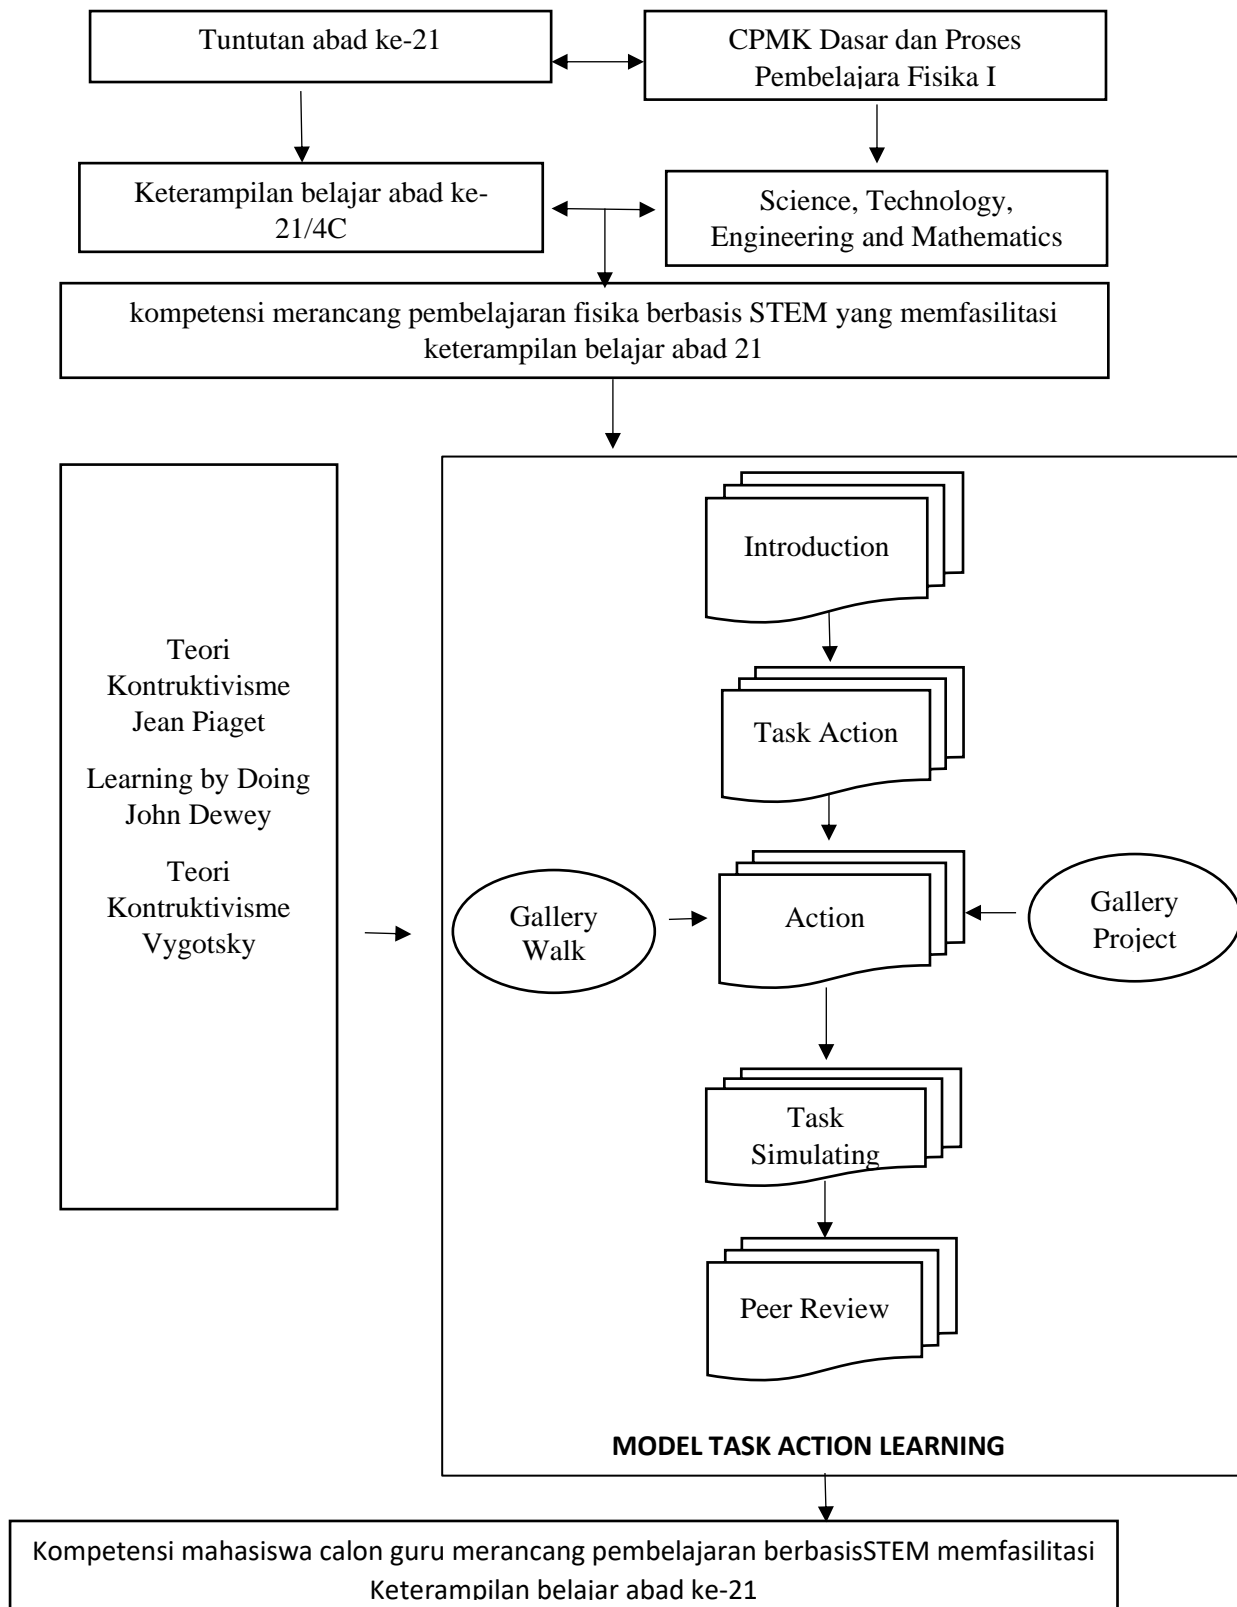 Tuntutan abad ke-21
CPMK Dasar dan Proses
Pembelajara Fisika I
Keterampilan belajar abad ke-
21/4C
Science, Technology,
Engineering and Mathematics
kompetensi merancang pembelajaran fisika berbasis STEM yang memfasilitasi
keterampilan belajar abad 21
Teori
Kontruktivisme
Jean Piaget
Learning by Doing
John Dewey
Teori
Kontruktivisme
Vygotsky
Introduction
Task Action
Gallery
Walk
Action
Gallery
Project
Task
Simulating
Peer Review
MODEL TASK ACTION LEARNING
Kompetensi mahasiswa calon guru merancang pembelajaran berbasisSTEM memfasilitasi
Keterampilan belajar abad ke-21